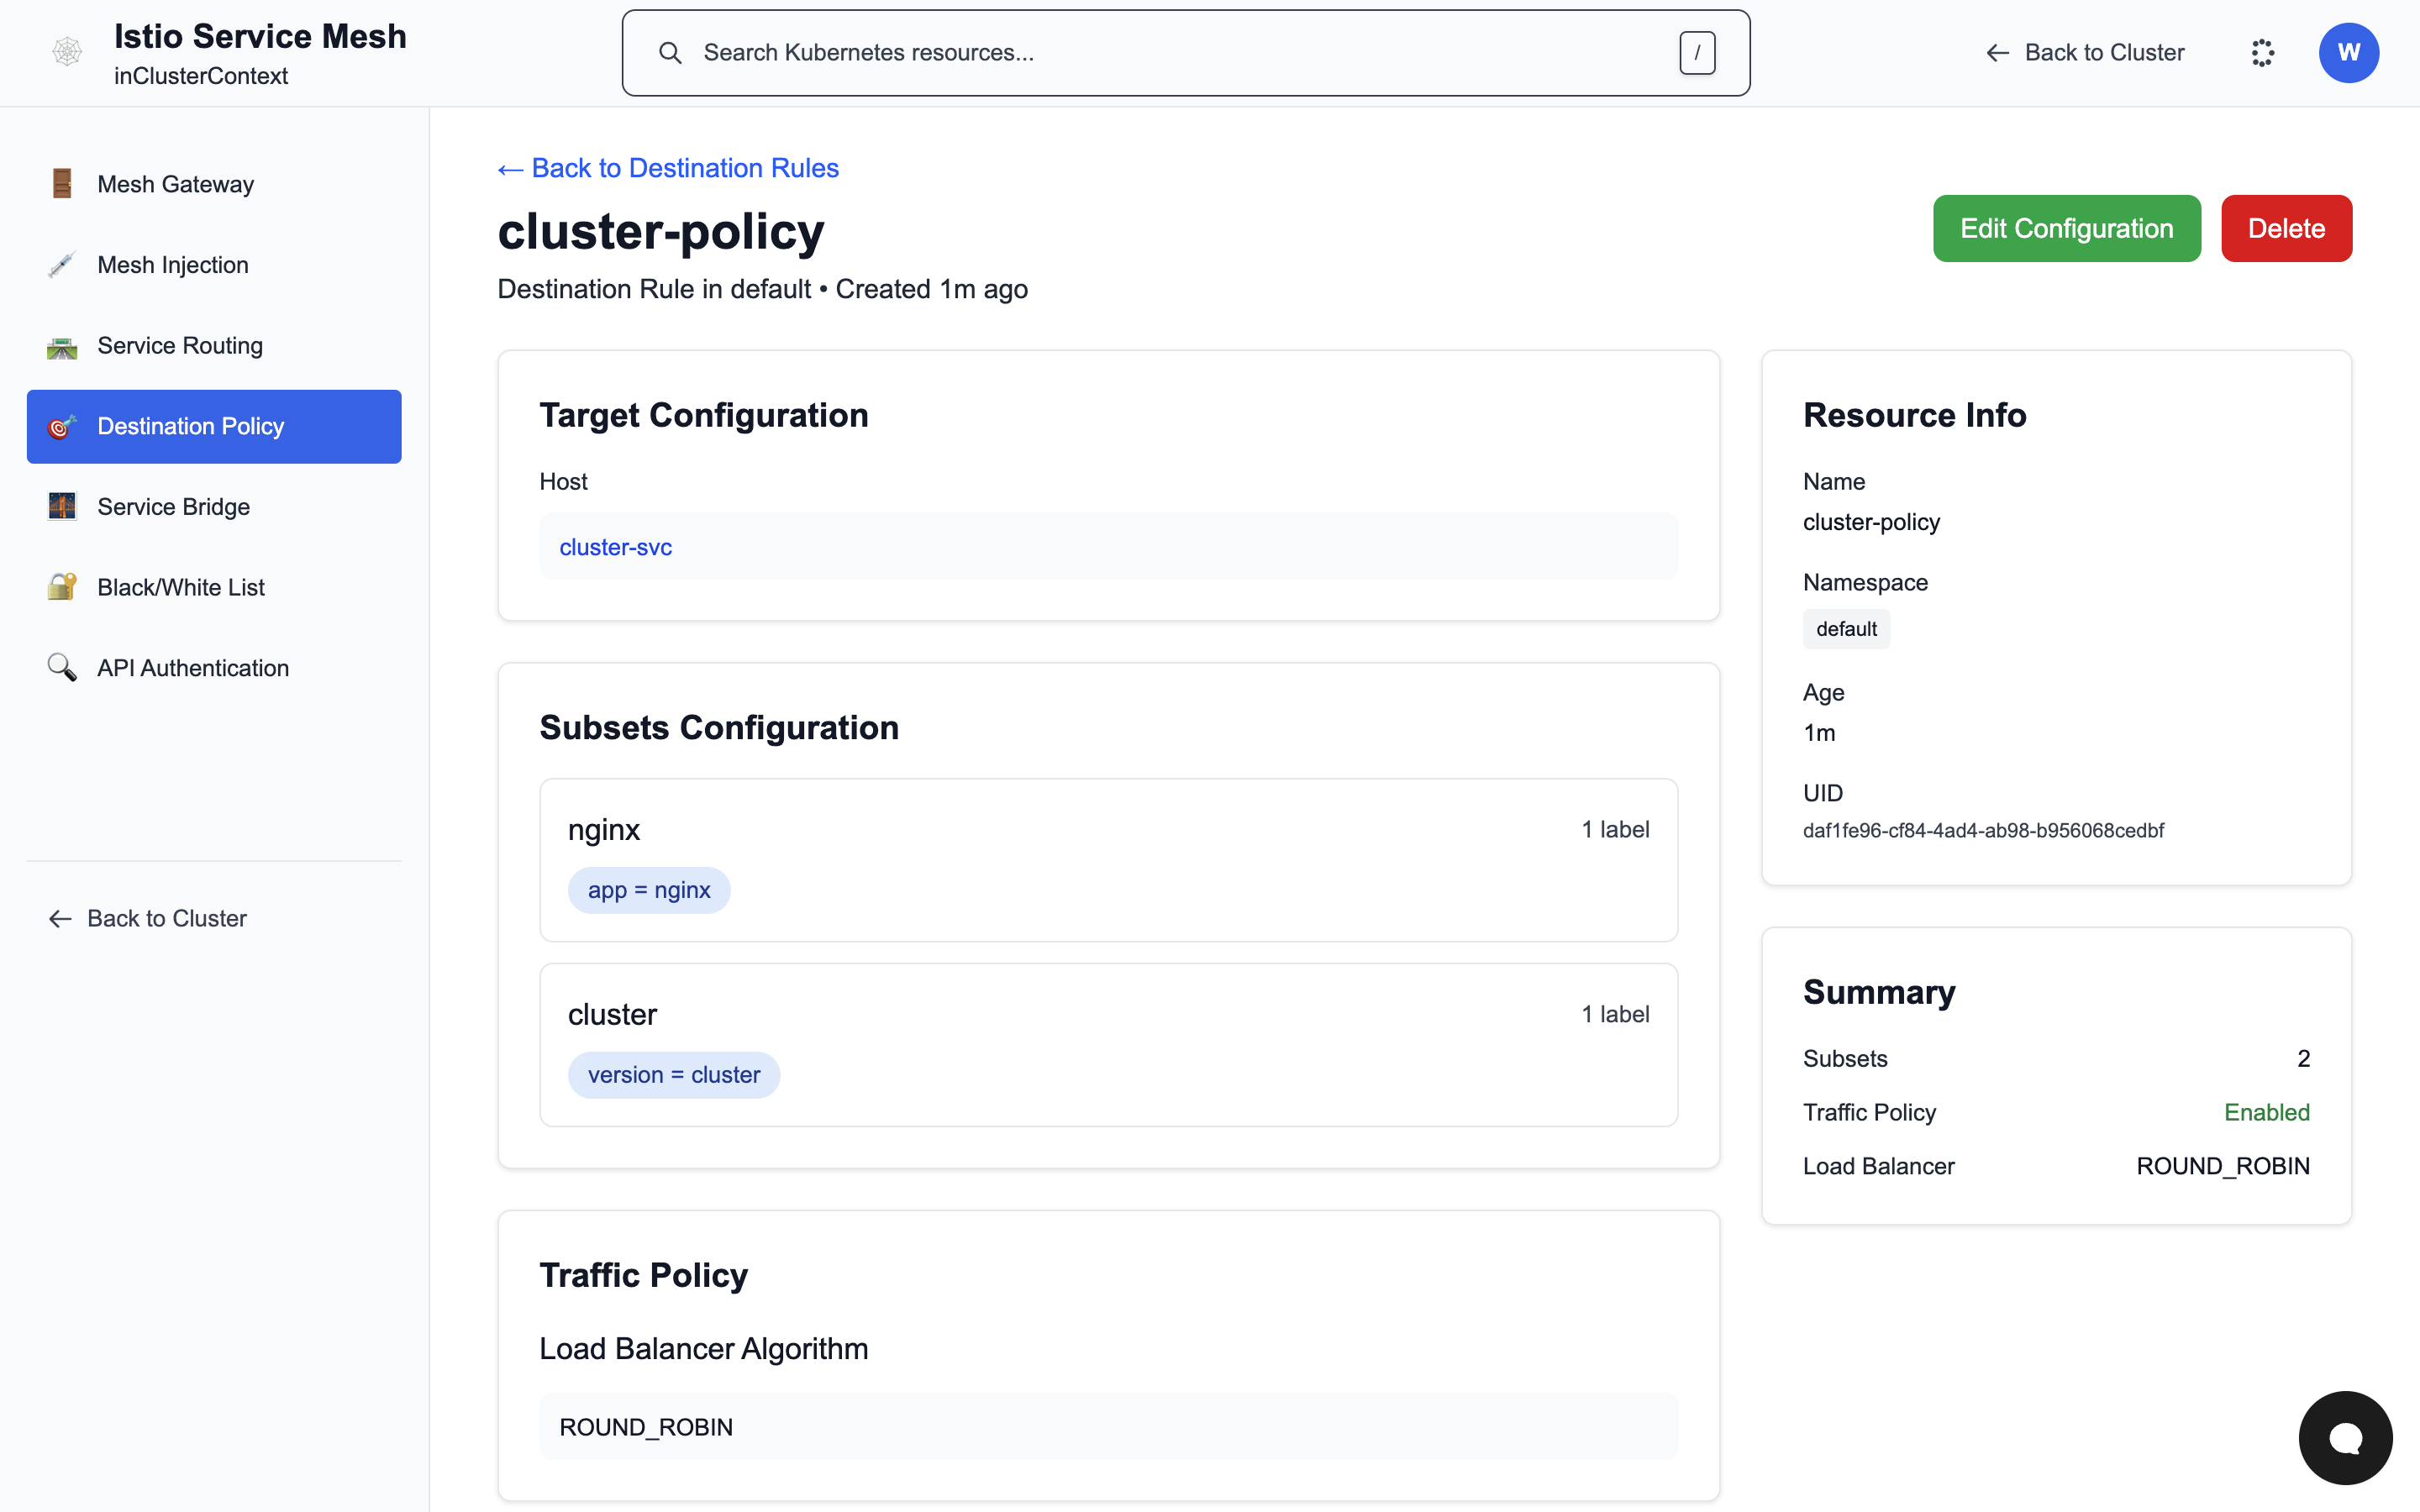 Istio Service Mesh
inClusterContext
Search Kubernetes resources...
/
← Back to Cluster
W
Mesh Gateway
Mesh Injection
Service Routing
Destination Policy
Service Bridge
Black/White List
API Authentication
← Back to Cluster
← Back to Destination Rules
cluster-policy
Destination Rule in default • Created 1m ago
Edit Configuration
Delete
Target Configuration
Host
cluster-svc
Subsets Configuration
nginx
1 label
app = nginx
cluster
1 label
version = cluster
Traffic Policy
Load Balancer Algorithm
ROUND_ROBIN
Resource Info
Name
cluster-policy
Namespace
default
Age
1m
UID
daf1fe96-cf84-4ad4-ab98-b956068cedbf
Summary
Subsets 2
Traffic Policy Enabled
Load Balancer ROUND_ROBIN